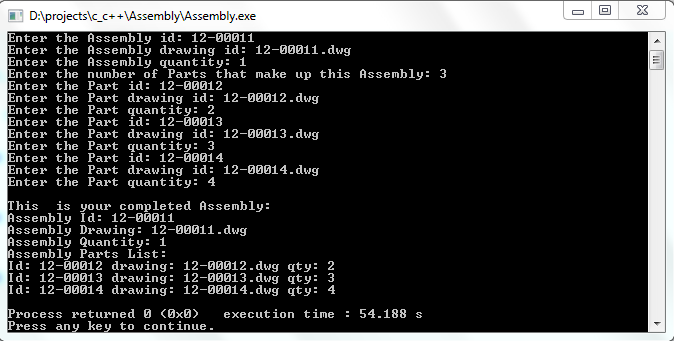 D:\projects\c_c++\Assembly\Assembly.exe
Enter the Assembly id: 12-00011
Enter the Assembly drawing id: 12-00011.dwg
Enter the Assembly quantity: 1
Enter the number of Parts that make up this Assembly: 3
Enter the Part id: 12-00012
Enter the Part drawing id: 12-00012.dwg
Enter the Part quantity: 2
Enter the Part id: 12-00013
Enter the Part drawing id: 12-00013.dwg
Enter the Part quantity: 3
Enter the Part id: 12-00014
Enter the Part drawing id: 12-00014.dwg
Enter the Part quantity: 4
This  is your completed Assembly:
Assembly Id: 12-00011
Assembly Drawing: 12-00011.dwg
Assembly Quantity: 1
Assembly Parts List:
Id: 12-00012 drawing: 12-00012.dwg qty: 2
Id: 12-00013 drawing: 12-00013.dwg qty: 3
Id: 12-00014 drawing: 12-00014.dwg qty: 4
Process returned 0 (0x0)   execution time : 54.188 s
Press any key to continue.